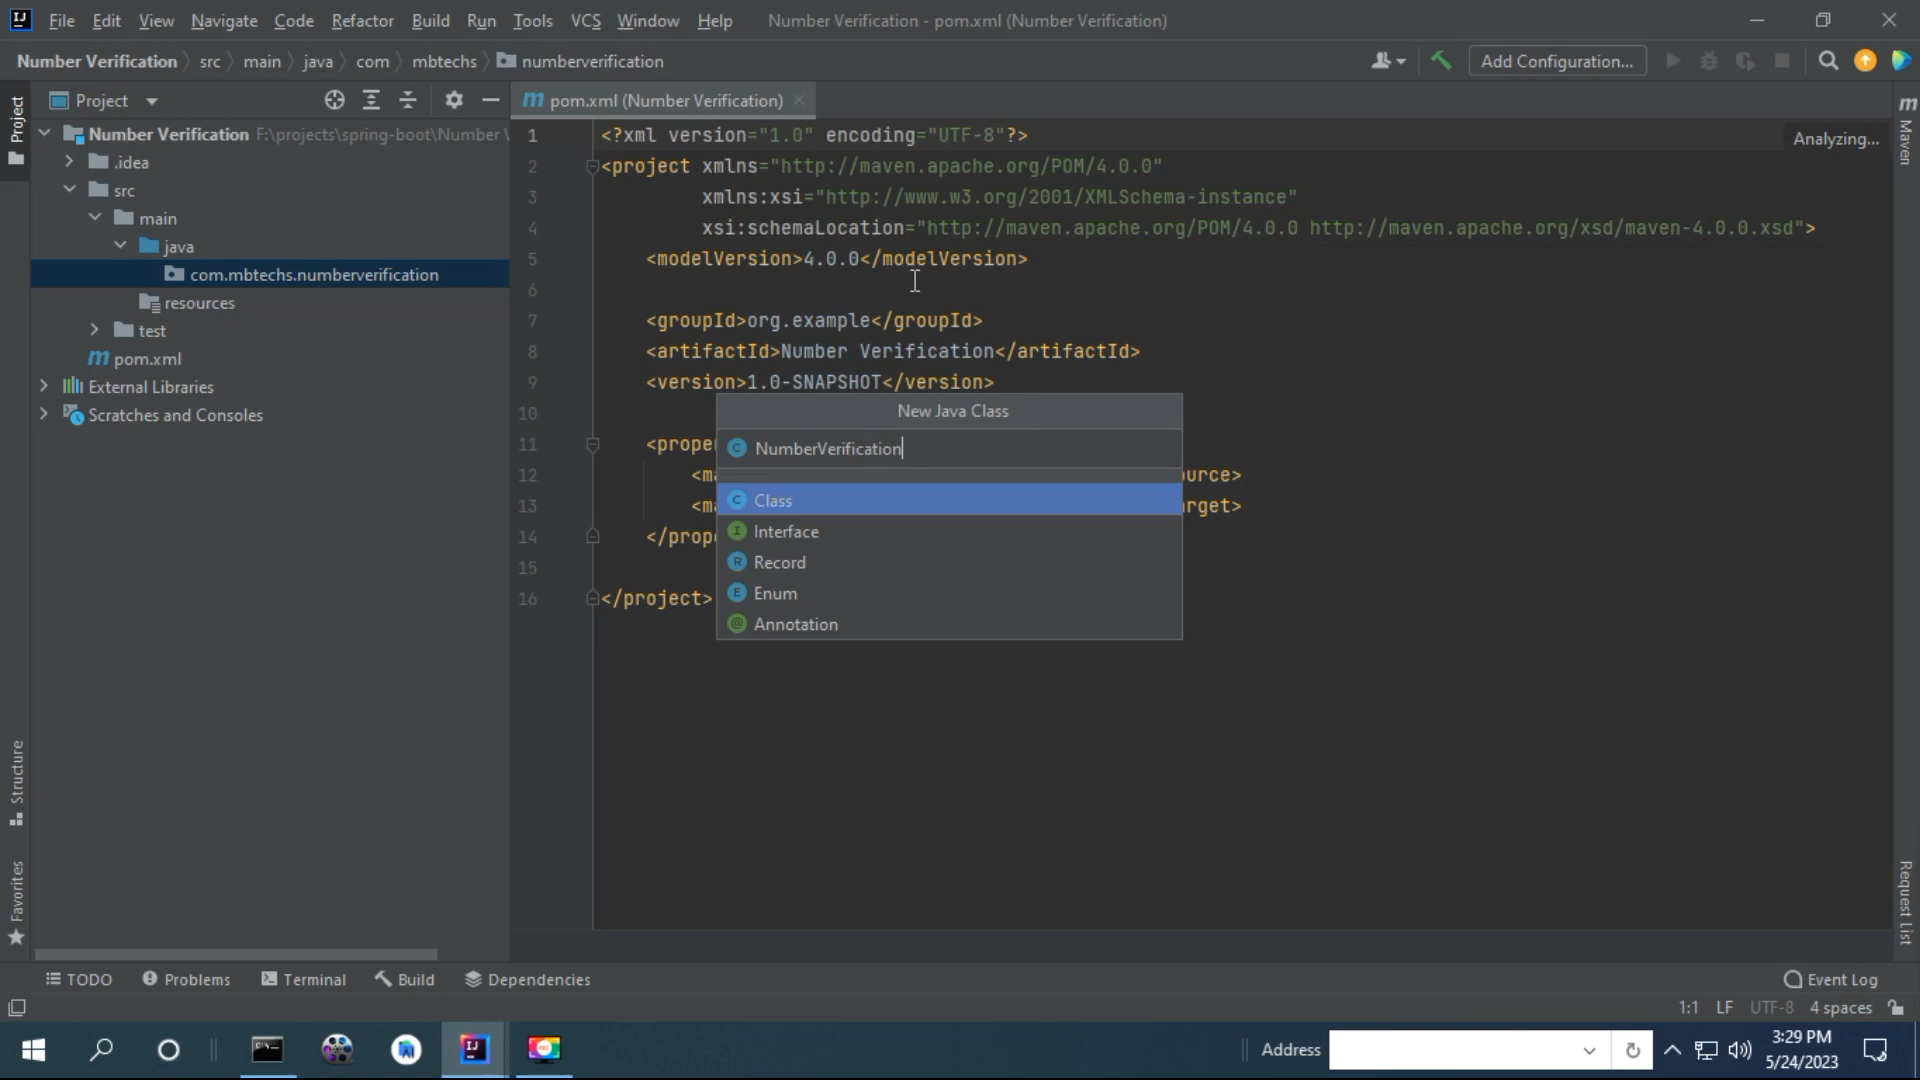 File Edit View Navigate Code Refactor Build Run Tools VCS Window Help Number Verification - pom.xml (Number Verification)
Number Verification src main java com mbtechs numberverification Add Configuration...
Project pom.xml (Number Verification)
Number Verification F:\projects\spring-boot\Number
.idea
src
main
java
com.mbtechs.numberverification
resources
test
pom.xml
External Libraries
Scratches and Consoles
Project
Structure
Favorites
1 <?xml version="1.0" encoding="UTF-8"?>
2 <project xmlns="http://maven.apache.org/POM/4.0.0"
3 xmlns:xsi="http://www.w3.org/2001/XMLSchema-instance"
4 xsi:schemaLocation="http://maven.apache.org/POM/4.0.0 http://maven.apache.org/xsd/maven-4.0.0.xsd">
5 <modelVersion>4.0.0</modelVersion>
6
7 <groupId>org.example</groupId>
8 <artifactId>Number Verification</artifactId>
9 <version>1.0-SNAPSHOT</version>
10
11 <prope
12 <ma urce>
13 <ma rget>
14 </prop
15
16 </project>
Analyzing...
New Java Class
NumberVerification
Class
Interface
Record
Enum
Annotation
Maven
Request List
TODO Problems Terminal Build Dependencies Event Log
1:1 LF UTF-8 4 spaces
Address 3:29 PM
5/24/2023